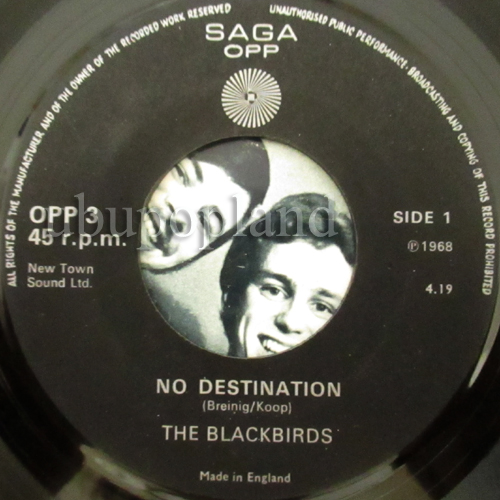 ALL RIGHTS OF THE MANUFACTURER AND OF THE OWNER OF THE RECORDED WORK RESERVED
UNAUTHORISED PUBLIC PERFORMANCE, BROADCASTING AND COPYING OF THIS RECORD PROHIBITED
SAGA
OPP
ubupopland
OPP 3
45 r.p.m.
New Town
Sound Ltd.
SIDE 1
℗ 1968
4.19
NO DESTINATION
(Breinig/Koop)
THE BLACKBIRDS
Made in England